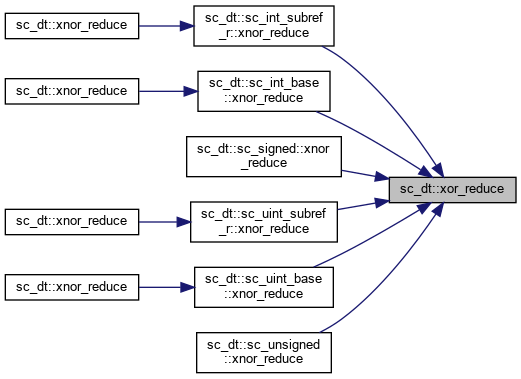 sc_dt::xnor_reduce
sc_dt::sc_int_subref
_r::xnor_reduce
sc_dt::xnor_reduce
sc_dt::sc_int_base
::xnor_reduce
sc_dt::sc_signed::xnor
_reduce
sc_dt::xor_reduce
sc_dt::xnor_reduce
sc_dt::sc_uint_subref
_r::xnor_reduce
sc_dt::xnor_reduce
sc_dt::sc_uint_base
::xnor_reduce
sc_dt::sc_unsigned
::xnor_reduce